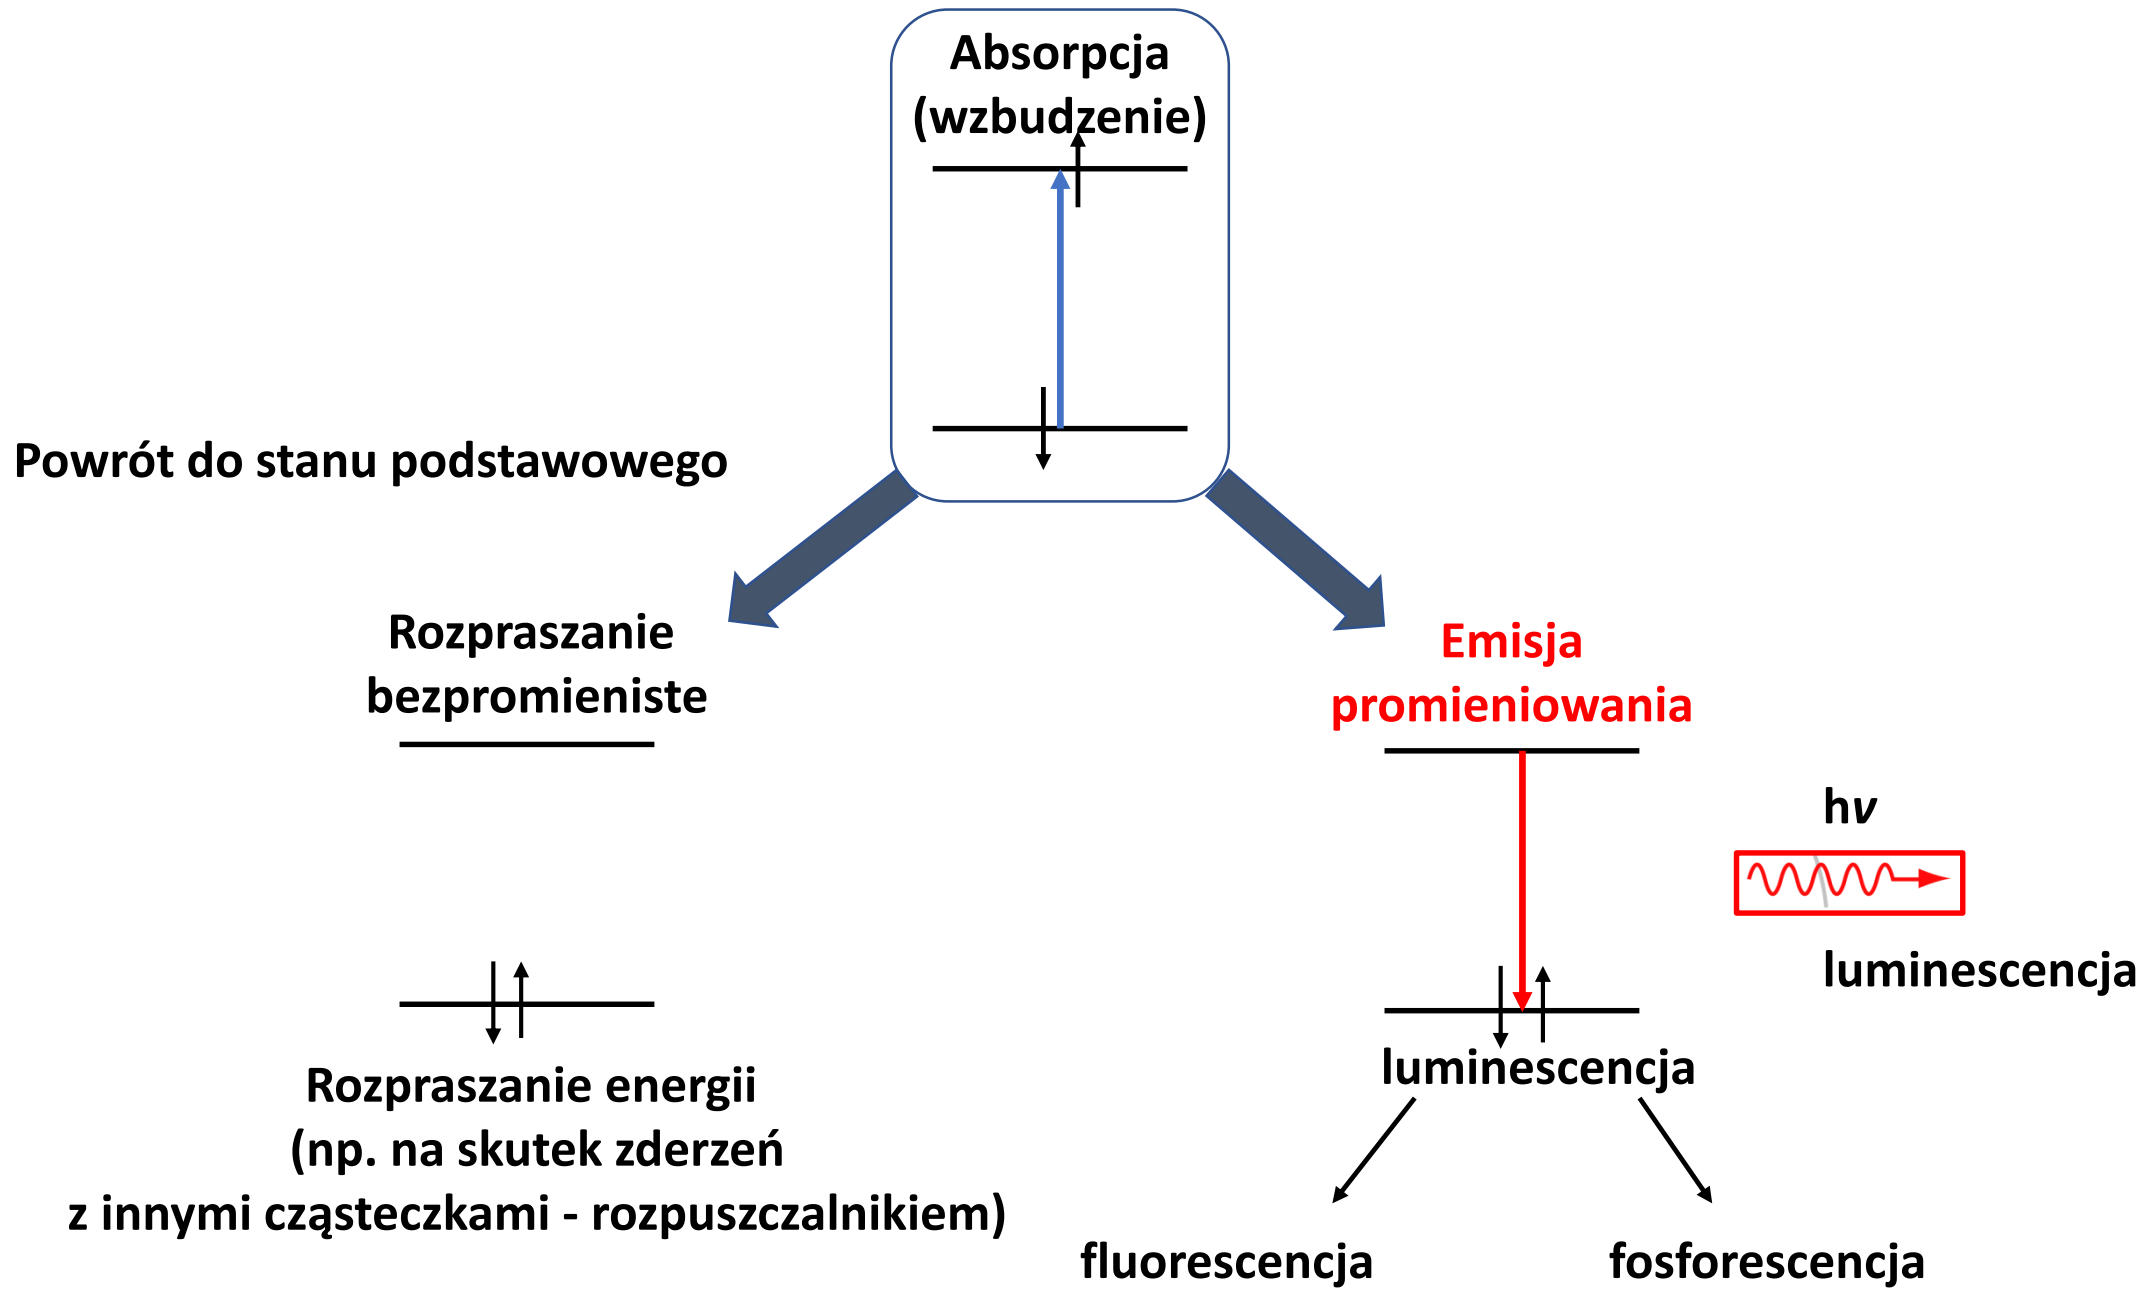 Absorpcja
(wzbudzenie)
Powrót do stanu podstawowego
Rozpraszanie
bezpromieniste
Emisja
promieniowania
hν
luminescencja
Rozpraszanie energii
(np. na skutek zderzeń
z innymi cząsteczkami - rozpuszczalnikiem)
luminescencja
fluorescencja
fosforescencja